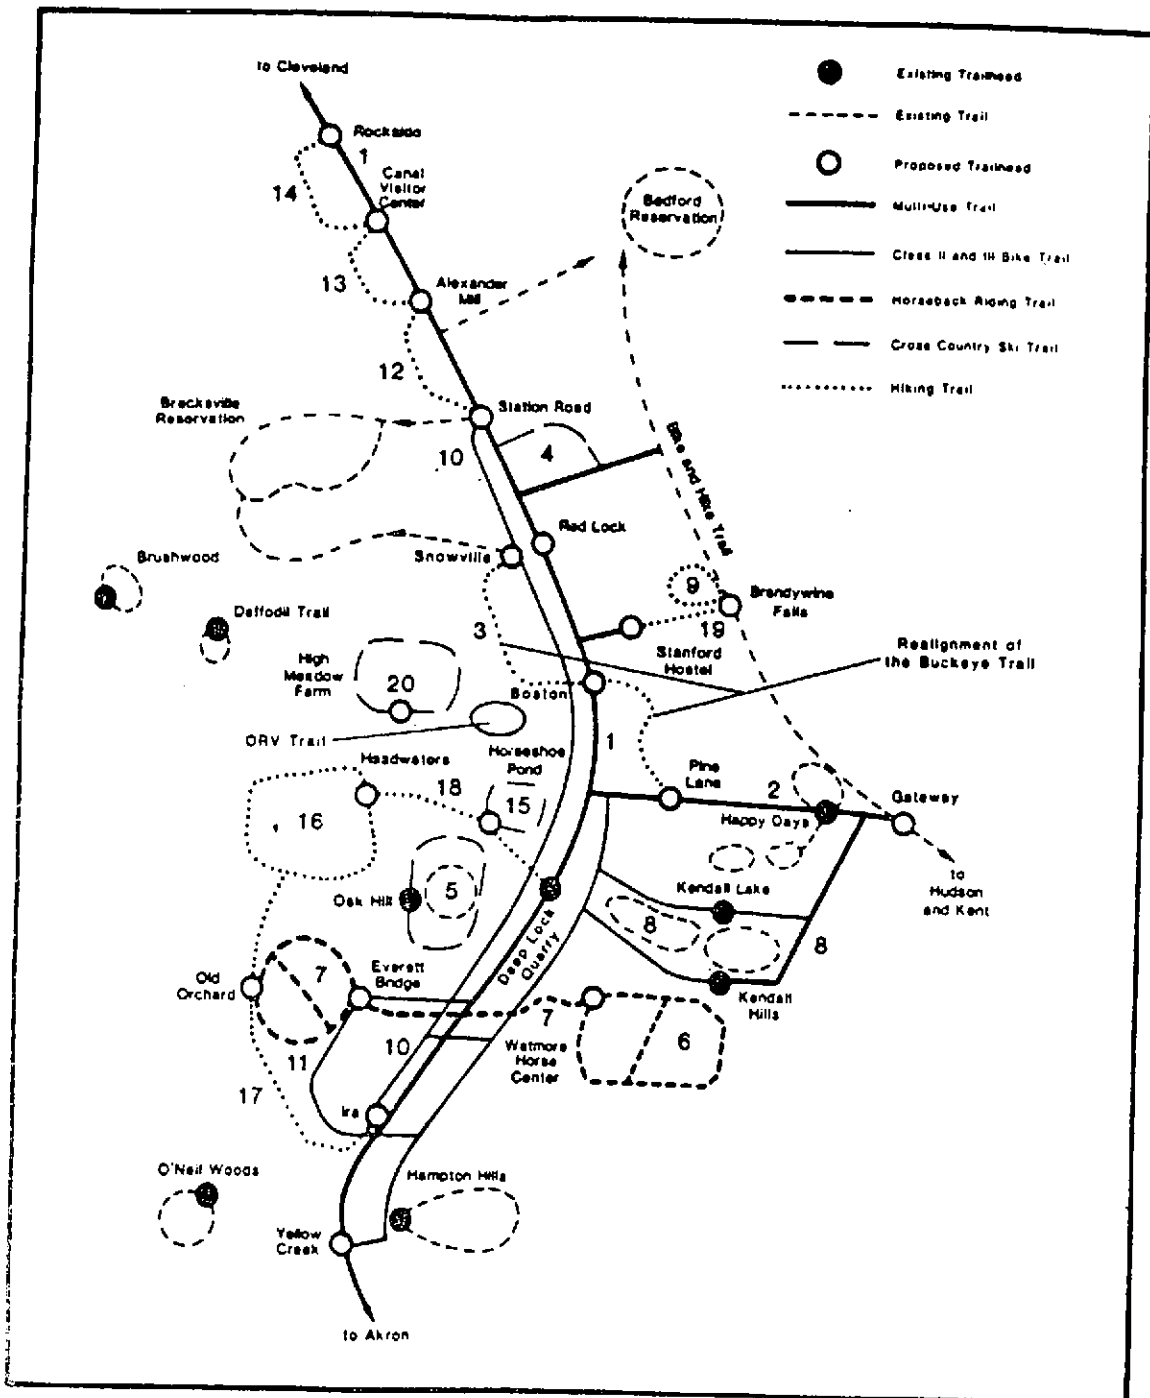 to Cleveland
Existing Trailhead
Existing Trail
Proposed Trailhead
Multi-Use Trail
Class II and III Bike Trail
Horseback Riding Trail
Cross Country Ski Trail
Hiking Trail
Rockside
1
Canal
Visitor
Center
14
Bedford
Reservation
13
Alexander
Mill
12
Brecksville
Reservation
Station Road
10
4
Bike and Hike Trail
Red Lock
Snowville
Brushwood
Daffodil Trail
9
Brandywine
Falls
19
3
Stanford
Hostel
Realignment of
the Buckeye Trail
High
Meadow
Farm
20
Boston
ORV Trail
1
Headwaters
Horseshoe
Pond
18
15
16
Pine
Lane
2
Happy Days
Gateway
to
Hudson
and Kent
Oak Hill
5
Kendall Lake
8
8
Deep Lock
Quarry
Kendall
Hills
Old
Orchard
7
Everett
Bridge
7
Wetmore
Horse
Center
6
11
10
17
Ira
O'Neil Woods
Hampton Hills
Yellow
Creek
to Akron